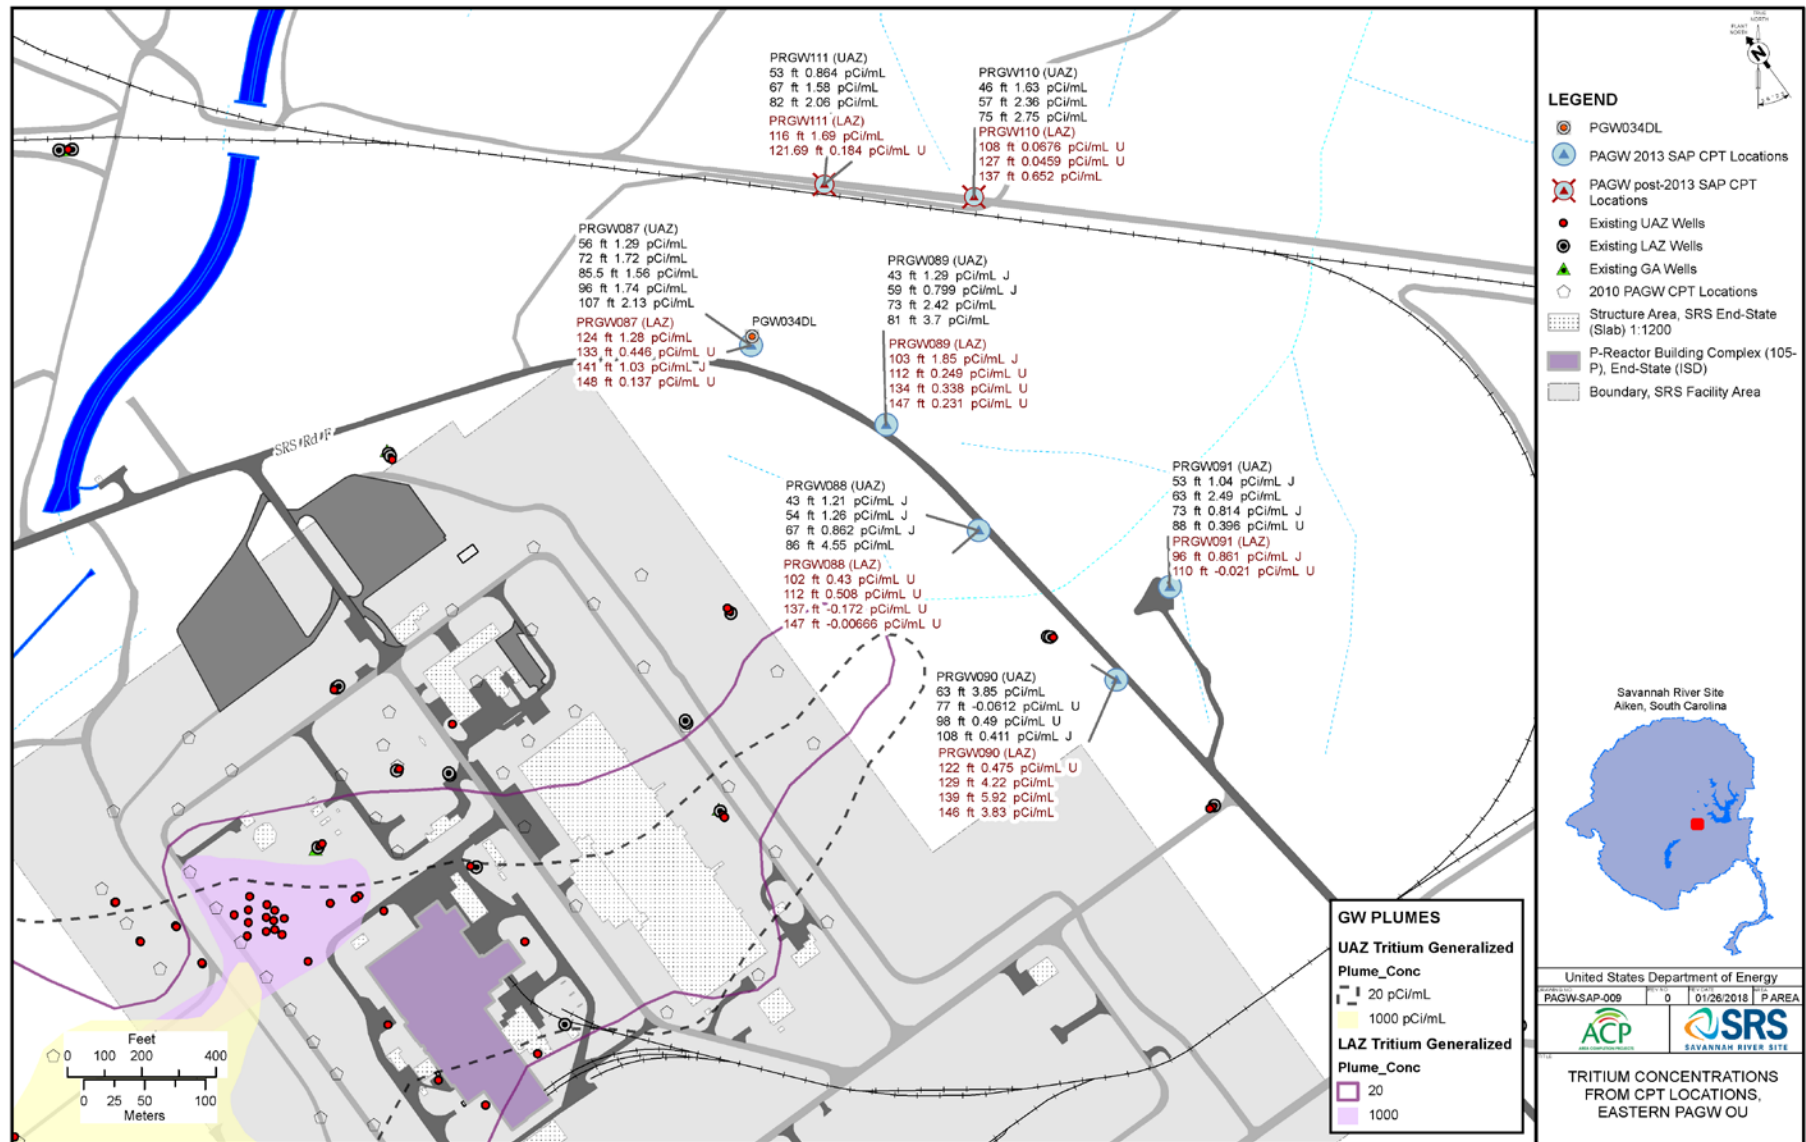 PRGW111 (UAZ)
53 ft 0.864 pCi/mL
67 ft 1.58 pCi/mL
82 ft 2.06 pCi/mL
PRGW111 (LAZ)
116 ft 1.69 pCi/mL
121.69 ft 0.184 pCi/mL U
PRGW110 (UAZ)
46 ft 1.63 pCi/mL
57 ft 2.36 pCi/mL
75 ft 2.75 pCi/mL
PRGW110 (LAZ)
108 ft 0.0676 pCi/mL U
127 ft 0.0459 pCi/mL U
137 ft 0.652 pCi/mL
PRGW087 (UAZ)
56 ft 1.29 pCi/mL
72 ft 1.72 pCi/mL
85.5 ft 1.56 pCi/mL
96 ft 1.74 pCi/mL
107 ft 2.13 pCi/mL
PRGW087 (LAZ)
124 ft 1.28 pCi/mL
133 ft 0.446 pCi/mL U
141 ft 1.03 pCi/mL J
148 ft 0.137 pCi/mL U
PGW034DL
PRGW089 (UAZ)
43 ft 1.29 pCi/mL J
59 ft 0.799 pCi/mL J
73 ft 2.42 pCi/mL
81 ft 3.7 pCi/mL
PRGW089 (LAZ)
103 ft 1.85 pCi/mL J
112 ft 0.249 pCi/mL U
134 ft 0.338 pCi/mL U
147 ft 0.231 pCi/mL U
SRS Rd F
PRGW088 (UAZ)
43 ft 1.21 pCi/mL J
54 ft 1.26 pCi/mL J
67 ft 0.862 pCi/mL J
86 ft 4.55 pCi/mL
PRGW088 (LAZ)
102 ft 0.43 pCi/mL U
112 ft 0.508 pCi/mL U
137 ft -0.172 pCi/mL U
147 ft -0.00666 pCi/mL U
PRGW091 (UAZ)
53 ft 1.04 pCi/mL J
63 ft 2.49 pCi/mL
73 ft 0.814 pCi/mL J
88 ft 0.396 pCi/mL U
PRGW091 (LAZ)
96 ft 0.861 pCi/mL J
110 ft -0.021 pCi/mL U
PRGW090 (UAZ)
63 ft 3.85 pCi/mL
77 ft -0.0612 pCi/mL U
98 ft 0.49 pCi/mL U
108 ft 0.411 pCi/mL J
PRGW090 (LAZ)
122 ft 0.475 pCi/mL U
129 ft 4.22 pCi/mL
139 ft 5.92 pCi/mL
146 ft 3.83 pCi/mL
Feet
0 100 200 400
0 25 50 100
Meters
GW PLUMES
UAZ Tritium Generalized
Plume_Conc
20 pCi/mL
1000 pCi/mL
LAZ Tritium Generalized
Plume_Conc
20
1000
TRUE
NORTH
PLANT
NORTH
N
LEGEND
PGW034DL
PAGW 2013 SAP CPT Locations
PAGW post-2013 SAP CPT
Locations
Existing UAZ Wells
Existing LAZ Wells
Existing GA Wells
2010 PAGW CPT Locations
Structure Area, SRS End-State
(Slab) 1:1200
P-Reactor Building Complex (105-
P), End-State (ISD)
Boundary, SRS Facility Area
Savannah River Site
Aiken, South Carolina
United States Department of Energy
PAGW-SAP-009 0 01/26/2018 P AREA
ACP
AREA COMPLETION PROJECTS
SRS
SAVANNAH RIVER SITE
TITLE
TRITIUM CONCENTRATIONS
FROM CPT LOCATIONS,
EASTERN PAGW OU